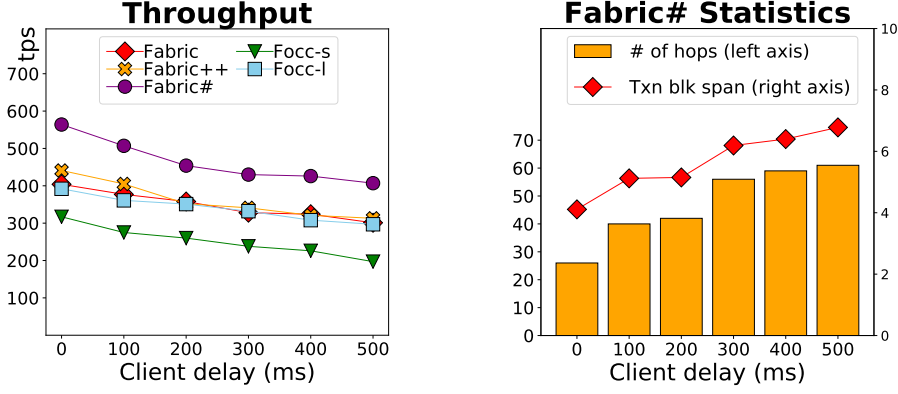 Throughput
tps
Fabric
Fabric++
Fabric#
Focc-s
Focc-l
700
600
500
400
300
200
100
0 100 200 300 400 500
Client delay (ms)
Fabric# Statistics
# of hops (left axis)
Txn blk span (right axis)
70
60
50
40
30
20
10
0
10
8
6
4
2
0
0 100 200 300 400 500
Client delay (ms)